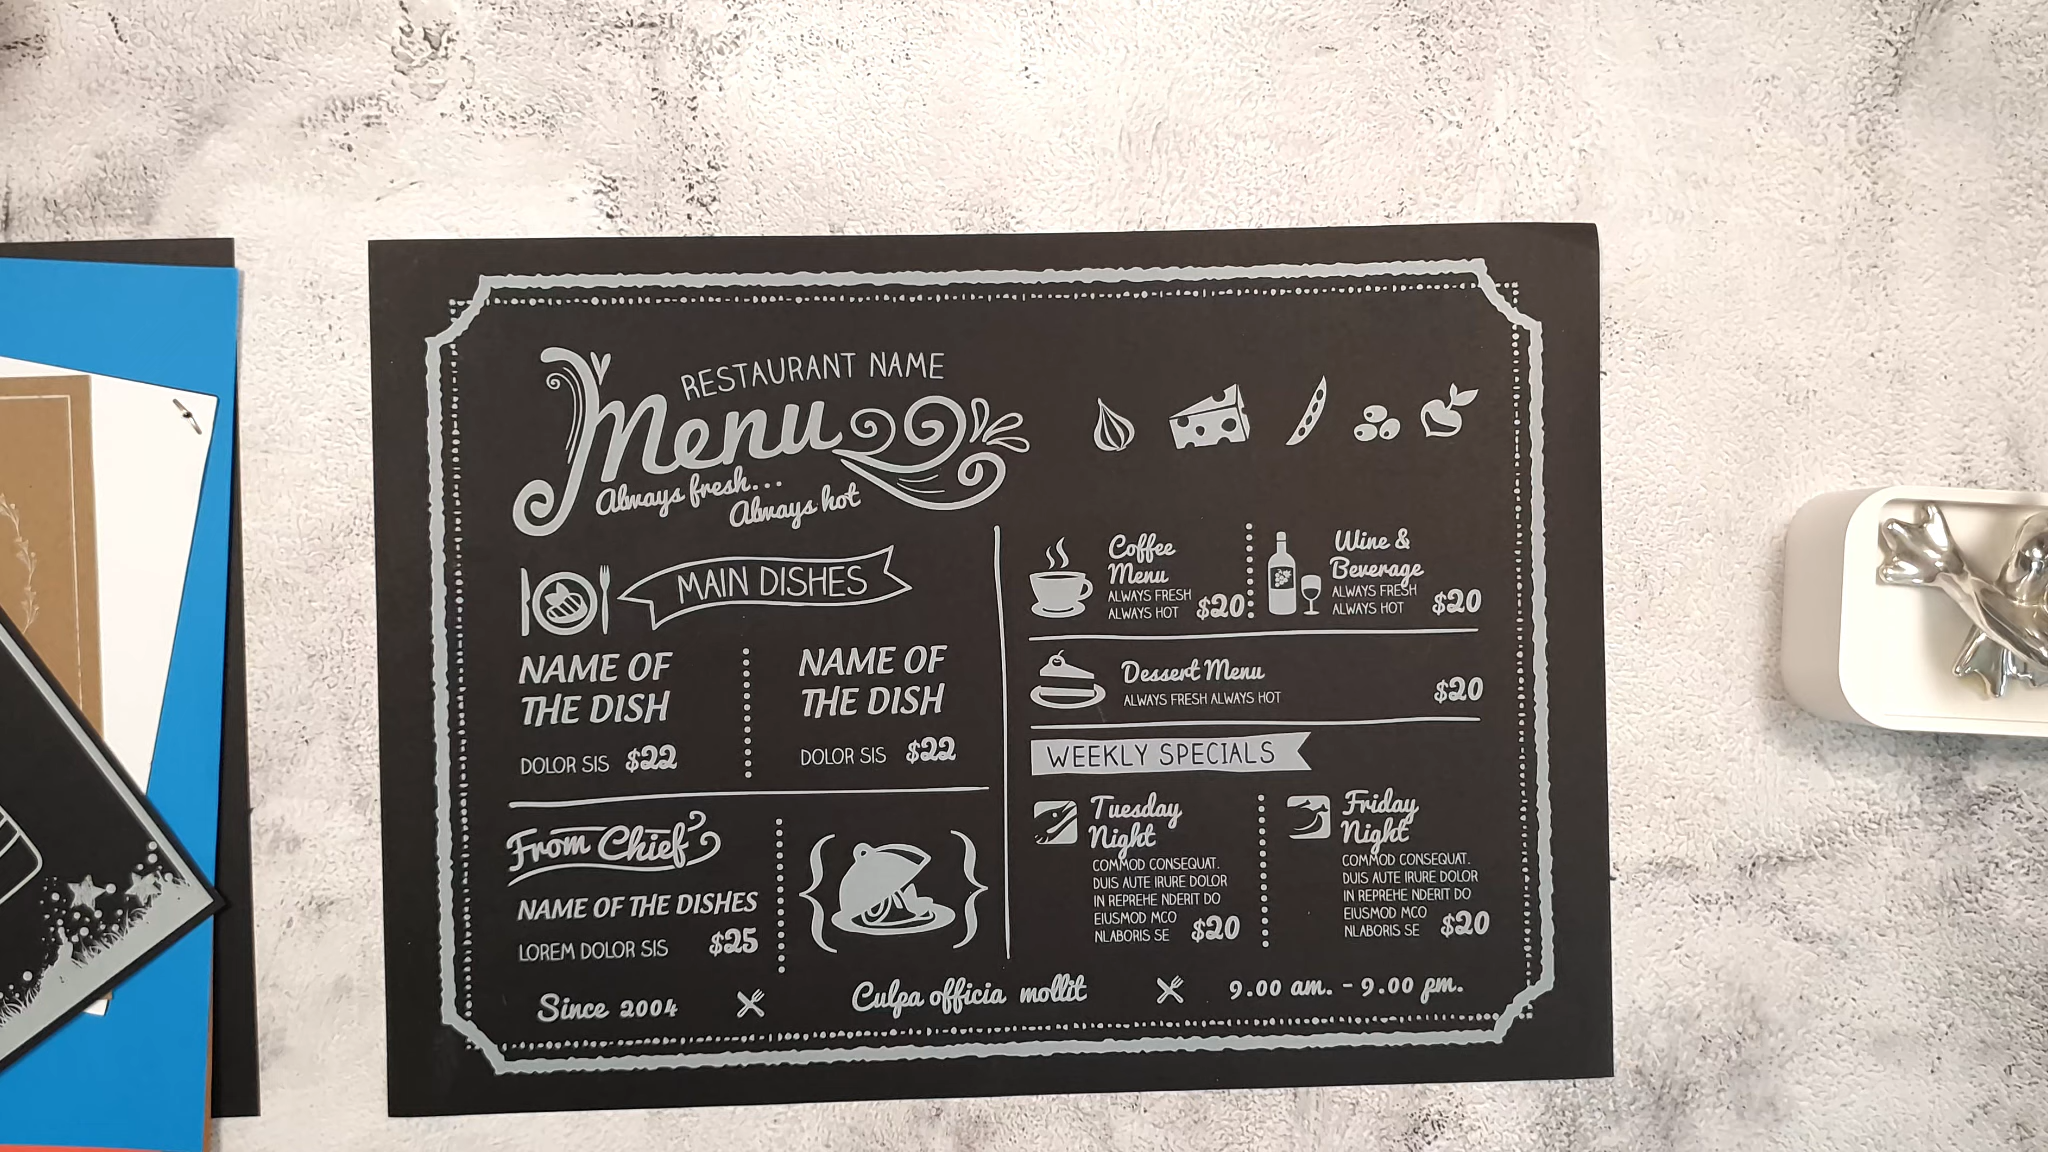 RESTAURANT NAME
Menu
Always fresh...
Always hot
MAIN DISHES
NAME OF
THE DISH
DOLOR SIS $22
NAME OF
THE DISH
DOLOR SIS $22
From Chief
NAME OF THE DISHES
LOREM DOLOR SIS $25
Coffee
Menu
ALWAYS FRESH
ALWAYS HOT $20
Wine &
Beverage
ALWAYS FRESH
ALWAYS HOT $20
Dessert Menu
ALWAYS FRESH ALWAYS HOT $20
WEEKLY SPECIALS
Tuesday
Night
COMMOD CONSEQUAT.
DUIS AUTE IRURE DOLOR
IN REPREHE NDERIT DO
EIUSMOD MCO
NLABORIS SE $20
Friday
Night
COMMOD CONSEQUAT.
DUIS AUTE IRURE DOLOR
IN REPREHE NDERIT DO
EIUSMOD MCO
NLABORIS SE $20
Since 2004
Culpa officia mollit
9.00 am. - 9.00 pm.